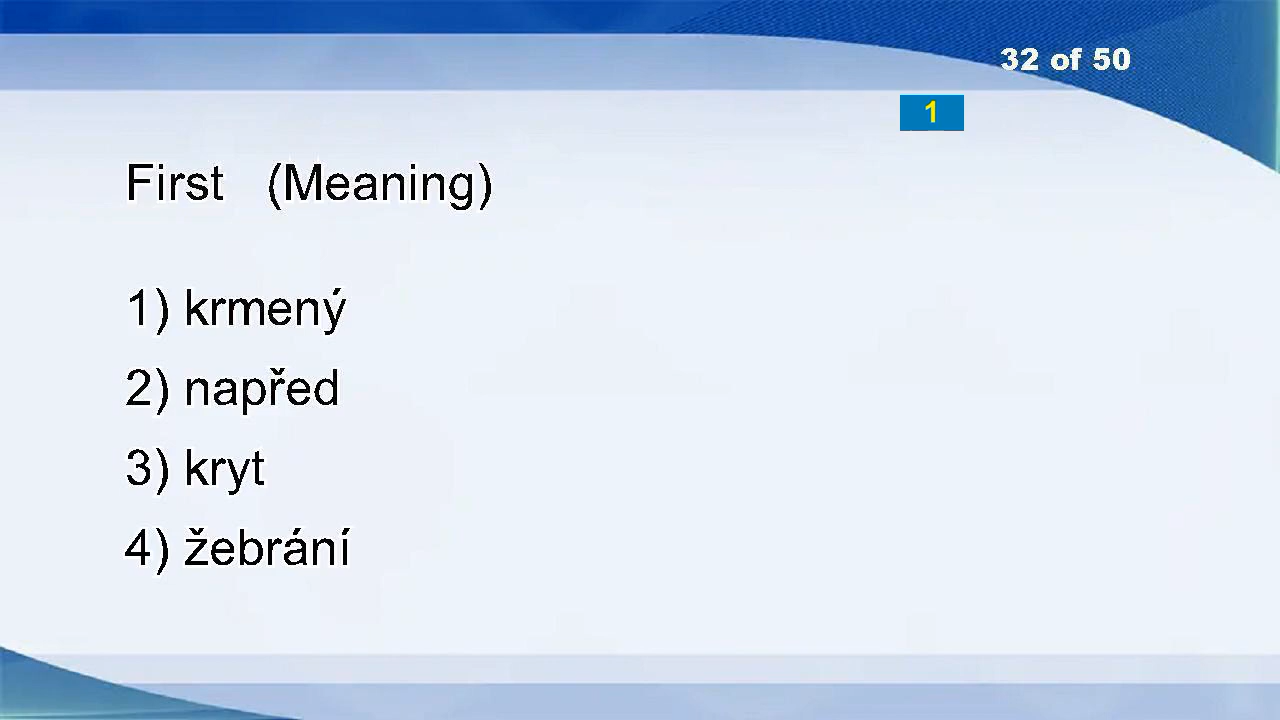 32 of 50
1
First (Meaning)
1) krmený
2) napřed
3) kryt
4) žebrání